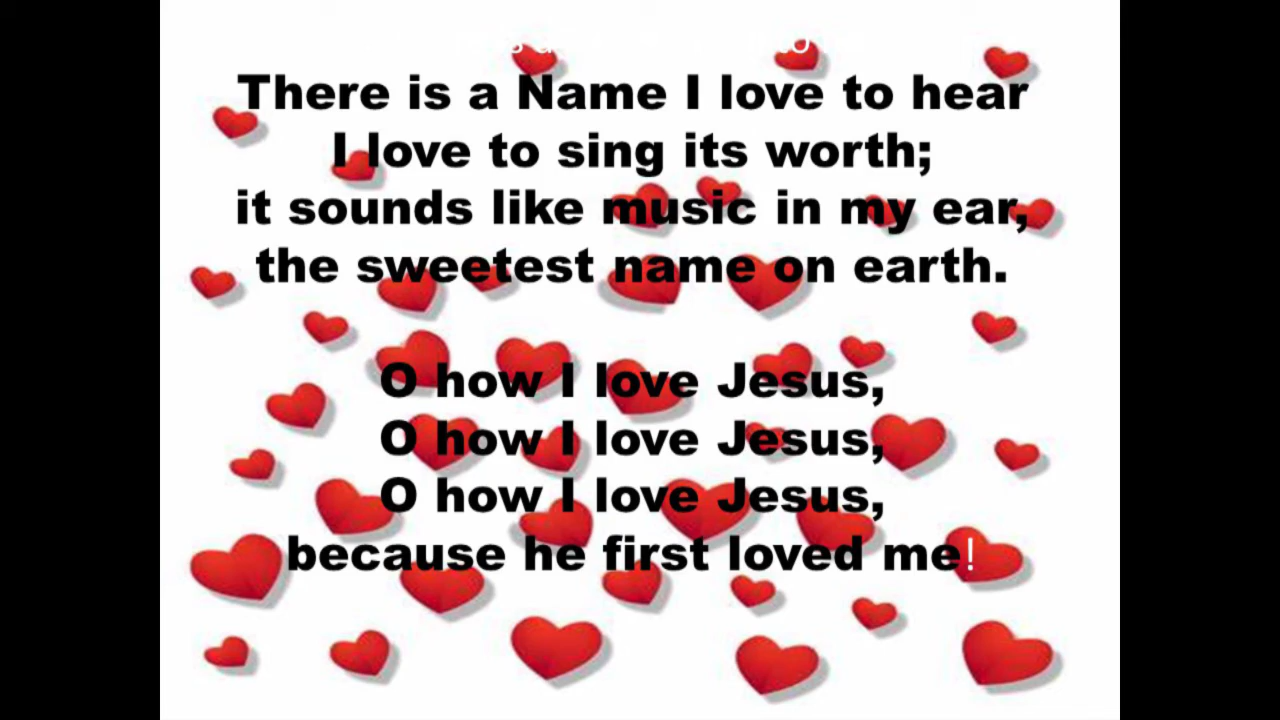 There is a Name I love to hear
I love to sing its worth;
it sounds like music in my ear,
the sweetest name on earth.
O how I love Jesus,
O how I love Jesus,
O how I love Jesus,
because he first loved me!